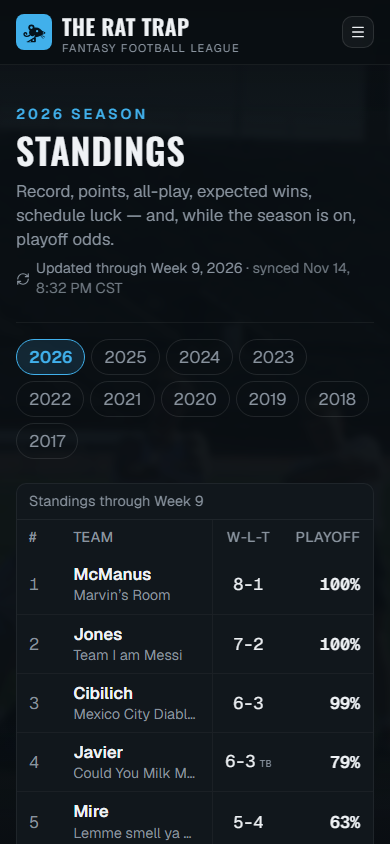 THE RAT TRAP
FANTASY FOOTBALL LEAGUE
2026 SEASON
STANDINGS
Record, points, all-play, expected wins,
schedule luck — and, while the season is on,
playoff odds.
Updated through Week 9, 2026 · synced Nov 14,
8:32 PM CST
2026 2025 2024 2023
2022 2021 2020 2019 2018
2017
Standings through Week 9
# TEAM W-L-T PLAYOFF
1 McManus 8-1 100%
Marvin's Room
2 Jones 7-2 100%
Team I am Messi
3 Cibilich 6-3 99%
Mexico City Diabl...
4 Javier 6-3 TB 79%
Could You Milk M...
5 Mire 5-4 63%
Lemme smell ya ...